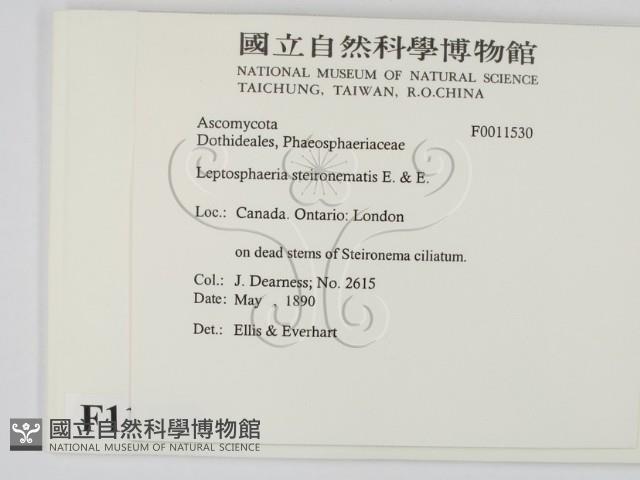 國立自然科學博物館
NATIONAL MUSEUM OF NATURAL SCIENCE
TAICHUNG, TAIWAN, R.O.CHINA
Ascomycota F0011530
Dothideales, Phaeosphaeriaceae
Leptosphaeria steironematis E. & E.
Loc.: Canada. Ontario: London
on dead stems of Steironema ciliatum.
Col.: J. Dearness; No. 2615
Date: May , 1890
Det.: Ellis & Everhart
F11
國立自然科學博物館
NATIONAL MUSEUM OF NATURAL SCIENCE